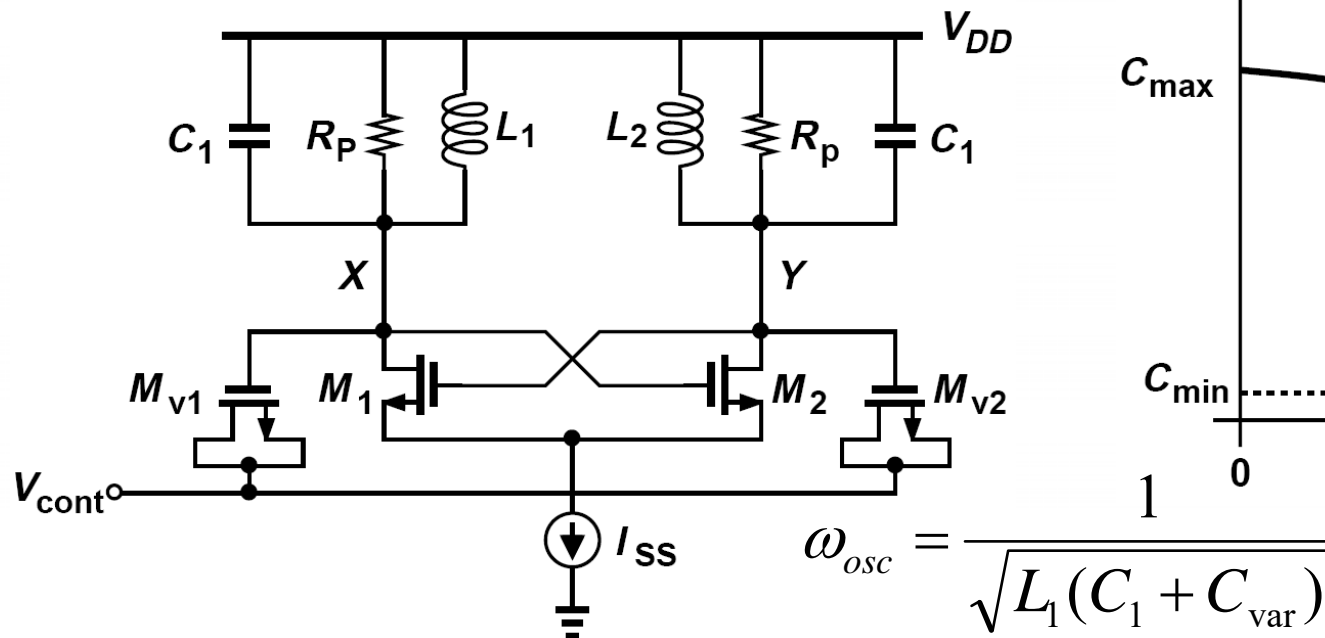 V_DD
C_max
C_1 R_P L_1 L_2 R_p C_1
X Y
M_v1 M_1 M_2 M_v2
C_min
V_cont
0
I_SS
ω_osc = 1 / √(L_1(C_1 + C_var))